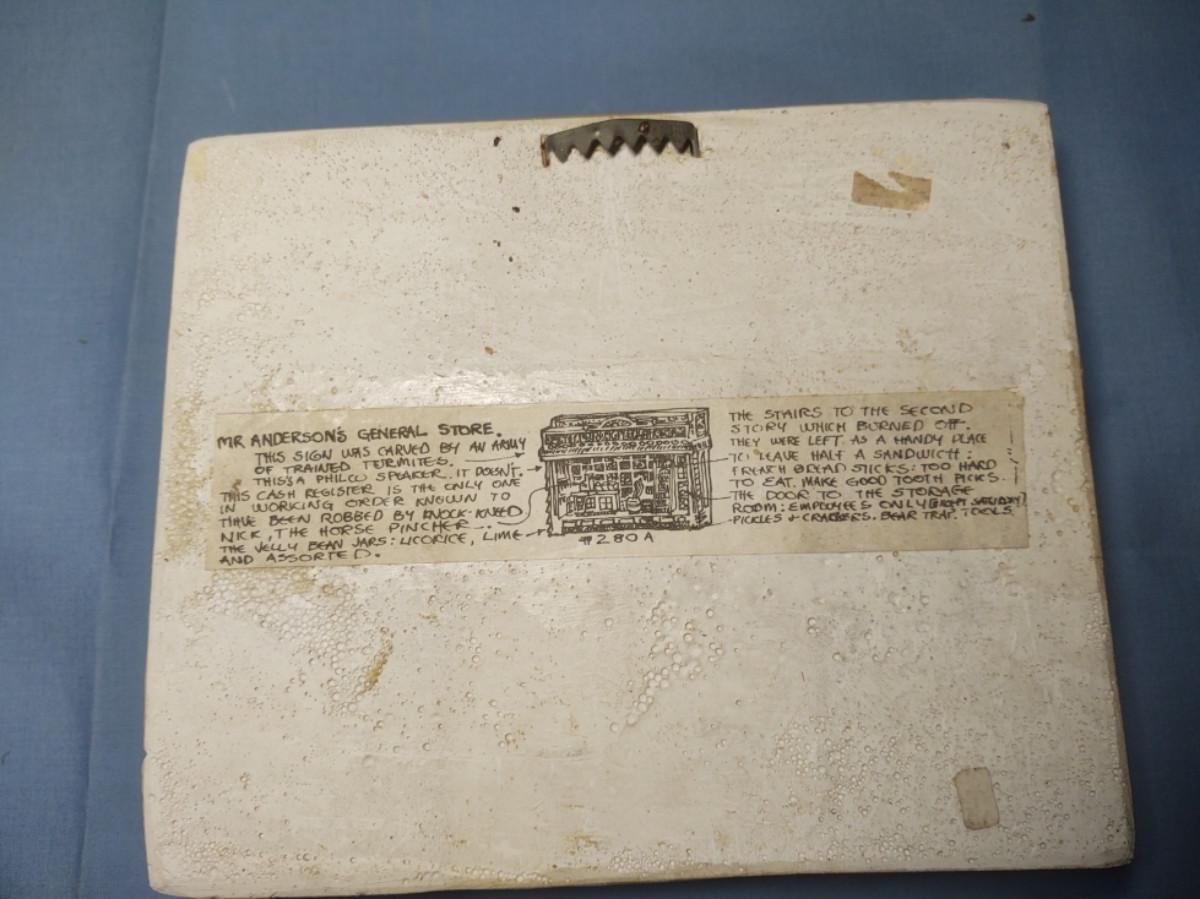 MR ANDERSON'S GENERAL STORE.
THIS SIGN WAS CARVED BY AN ARMY
OF TRAINED TERMITES.
THIS'S A PHILCO SPEAKER. IT DOESN'T.
THIS CASH REGISTER IS THE ONLY ONE
IN WORKING ORDER KNOWN TO
HAVE BEEN ROBBED BY KNOCK-KNEED
NICK, THE HORSE PINCHER
THE JELLY BEAN JARS: LICORICE, LIME
AND ASSORTED.
#280A
THE STAIRS TO THE SECOND
STORY WHICH BURNED OFF.
THEY WERE LEFT AS A HANDY PLACE
TO LEAVE HALF A SANDWICH:
FRENCH BREAD STICKS: TOO HARD
TO EAT. MAKE GOOD TOOTH PICKS.
THE DOOR TO THE STORAGE
ROOM: EMPLOYEES ONLY (EXCEPT SATURDAY)
PICKLES & CRACKERS. BEAR TRAP. TOOLS.